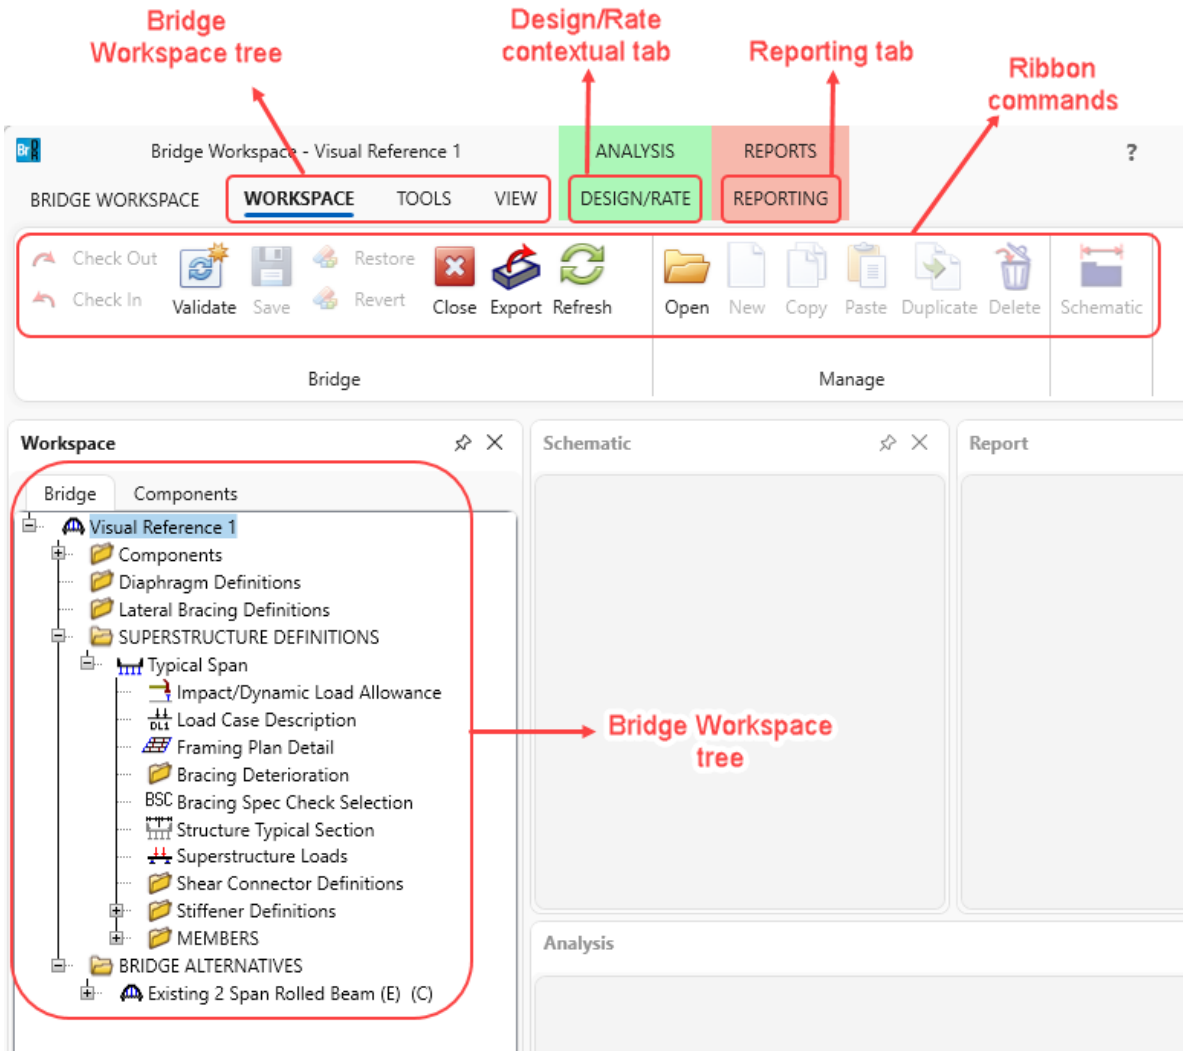 Bridge
Workspace tree
Design/Rate
contextual tab
Reporting tab
Ribbon
commands
Br DR
Bridge Workspace - Visual Reference 1
ANALYSIS
REPORTS
?
BRIDGE WORKSPACE
WORKSPACE
TOOLS
VIEW
DESIGN/RATE
REPORTING
Check Out
Check In
Validate
Save
Restore
Revert
Close
Export
Refresh
Open
New
Copy
Paste
Duplicate
Delete
Schematic
Bridge
Manage
Workspace
Schematic
Report
Bridge
Components
Visual Reference 1
Components
Diaphragm Definitions
Lateral Bracing Definitions
SUPERSTRUCTURE DEFINITIONS
Typical Span
Impact/Dynamic Load Allowance
DL1 Load Case Description
Framing Plan Detail
Bracing Deterioration
BSC Bracing Spec Check Selection
Structure Typical Section
Superstructure Loads
Shear Connector Definitions
Stiffener Definitions
MEMBERS
BRIDGE ALTERNATIVES
Existing 2 Span Rolled Beam (E) (C)
Bridge Workspace
tree
Analysis